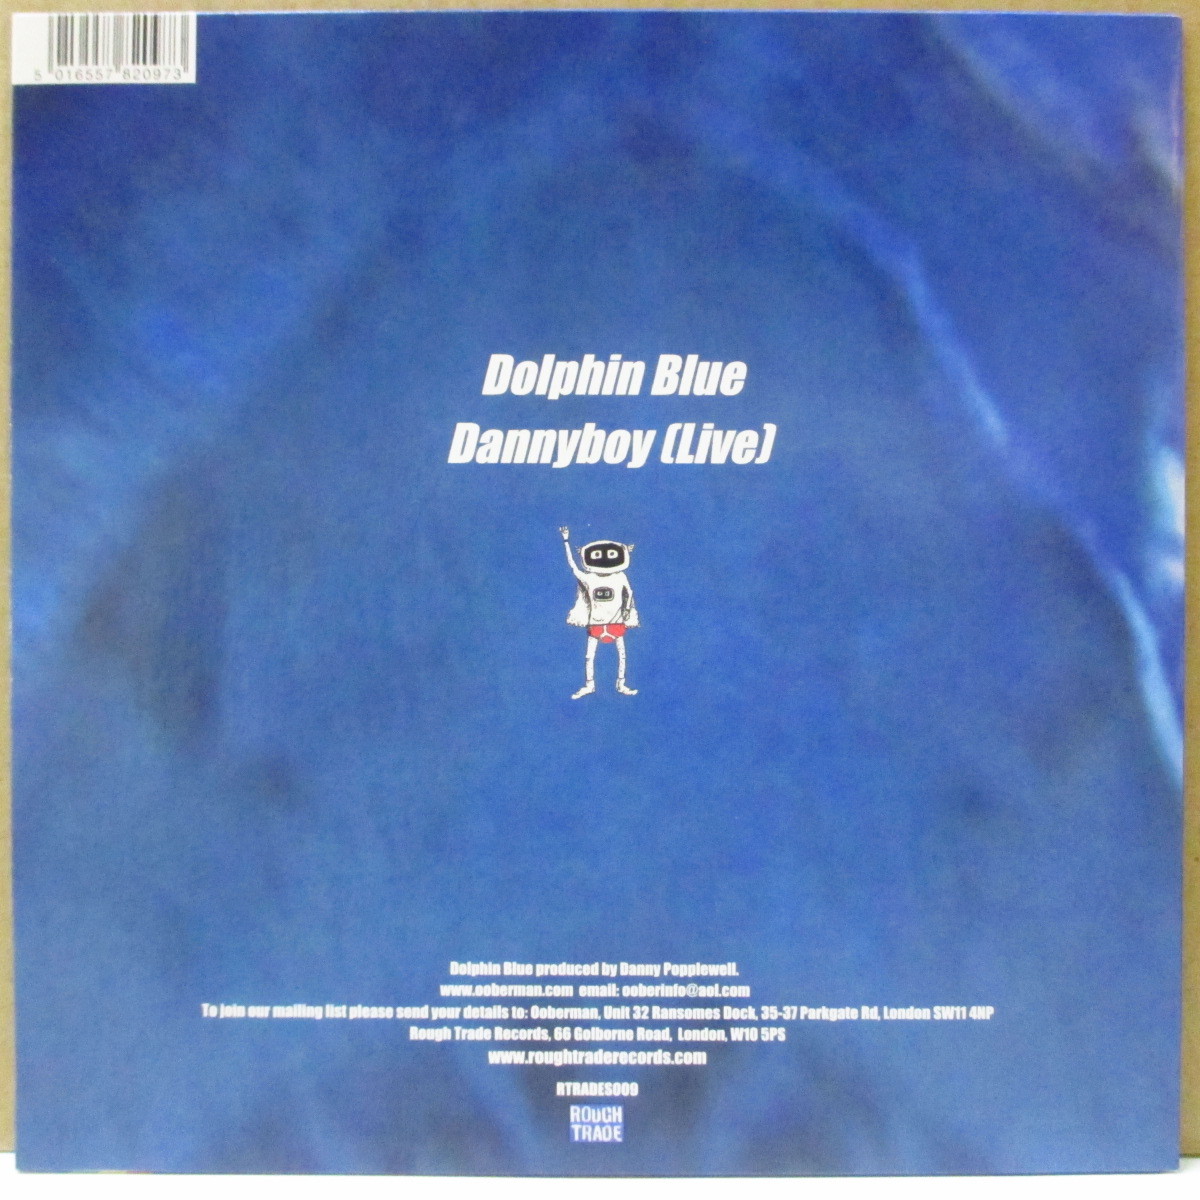 5 016557 820973
Dolphin Blue
Dannyboy (Live)
Dolphin Blue produced by Danny Popplewell.
www.ooberman.com email: ooberinfo@aol.com
To join our mailing list please send your details to: Ooberman, Unit 32 Ransomes Dock, 35-37 Parkgate Rd, London SW11 4NP
Rough Trade Records, 66 Golborne Road, London, W10 5PS
www.roughtraderecords.com
RTRADES009
ROUGH
TRADE